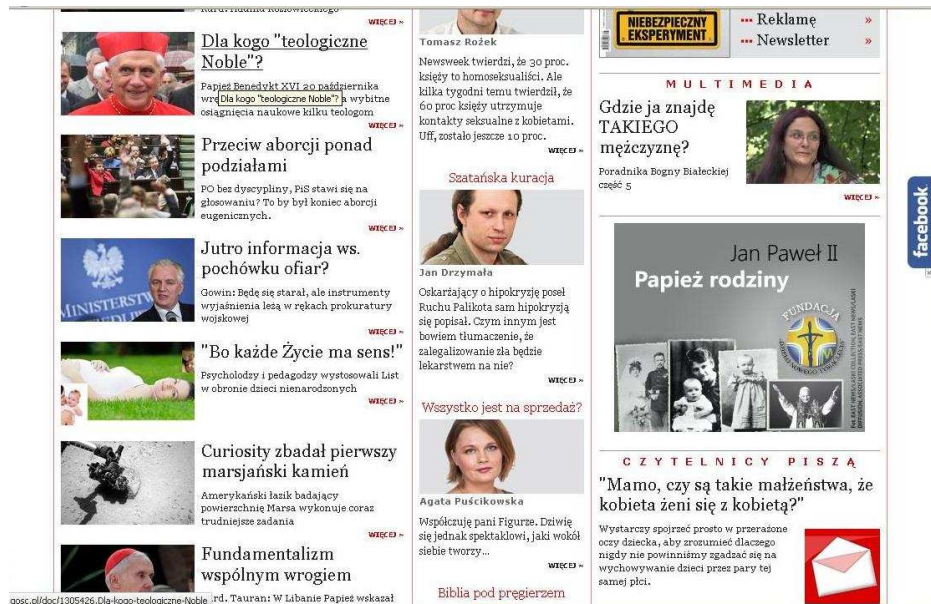 WIĘCEJ »
Dla kogo "teologiczne
Noble"?
Papież Benedykt XVI 20 października
wrę
Dla kogo "teologiczne Noble"?
a wybitne
osiągnięcia naukowe kilku teologom
WIĘCEJ »
Przeciw aborcji ponad
podziałami
PO bez dyscypliny, PiS stawi się na
głosowaniu? To by był koniec aborcji
eugenicznych.
WIĘCEJ »
MINISTERSTW
Jutro informacja ws.
pochówku ofiar?
Gowin: Będę się starał, ale instrumenty
wyjaśnienia leżą w rękach prokuratury
wojskowej
WIĘCEJ »
"Bo każde Życie ma sens!"
Psycholodzy i pedagodzy wystosowali List
w obronie dzieci nienarodzonych
WIĘCEJ »
Curiosity zbadał pierwszy
marsjański kamień
Amerykański łazik badający
powierzchnię Marsa wykonuje coraz
trudniejsze zadania
WIĘCEJ »
Fundamentalizm
wspólnym wrogiem
rd. Tauran: W Libanie Papież wskazał
gosc.pl/doc/1305426.Dla-kogo-teologiczne-Noble
Tomasz Rożek
Newsweek twierdzi, że 30 proc.
księży to homoseksualiści. Ale
kilka tygodni temu twierdził, że
60 proc księży utrzymuje
kontakty seksualne z kobietami.
Uff, zostało jeszcze 10 proc.
WIĘCEJ »
Szatańska kuracja
Jan Drzymała
Oskarżający o hipokryzję poseł
Ruchu Palikota sam hipokryzją
się popisał. Czym innym jest
bowiem tłumaczenie, że
zalegalizowanie zła będzie
lekarstwem na nie?
WIĘCEJ »
Wszystko jest na sprzedaż?
Agata Puścikowska
Współczuję pani Figurze. Dziwię
się jednak spektaklowi, jaki wokół
siebie tworzy...
WIĘCEJ »
Biblia pod pręgierzem
NIEBEZPIECZNY
EKSPERYMENT
Reklamę »
Newsletter »
MULTIMEDIA
Gdzie ja znajdę
TAKIEGO
mężczyznę?
Poradnika Bogny Białeckiej
część 5
WIĘCEJ »
Jan Paweł II
Papież rodziny
FUNDACJA
CZYTELNICY PISZĄ
"Mamo, czy są takie małżeństwa, że
kobieta żeni się z kobietą?"
Wystarczy spojrzeć prosto w przerażone
oczy dziecka, aby zrozumieć dlaczego
nigdy nie powinniśmy zgadzać się na
wychowywanie dzieci przez pary tej
samej płci.
facebook